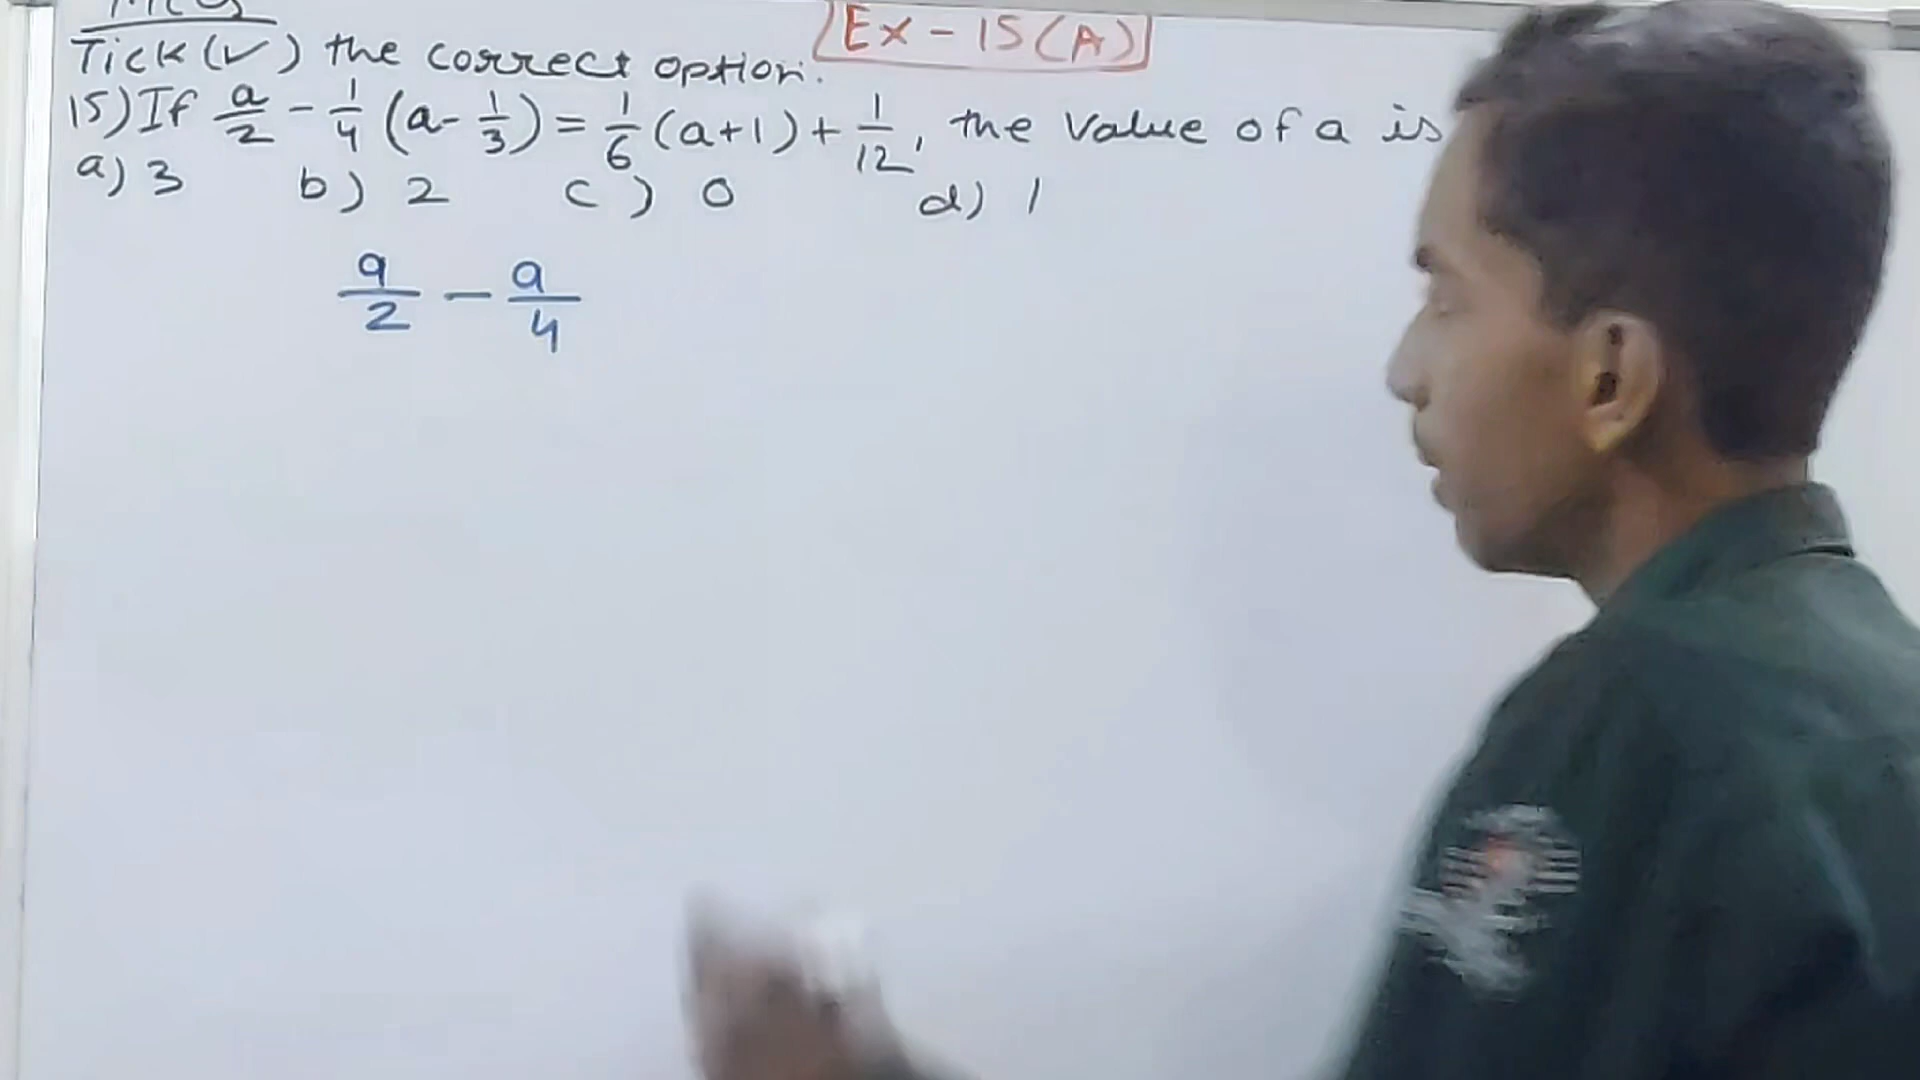 MCQ
Ex-15(A)
Tick(✓) the correct option.
15) If a/2 - 1/4 (a - 1/3) = 1/6 (a+1) + 1/12, the value of a is
a) 3 b) 2 c) 0 d) 1
a/2 - a/4